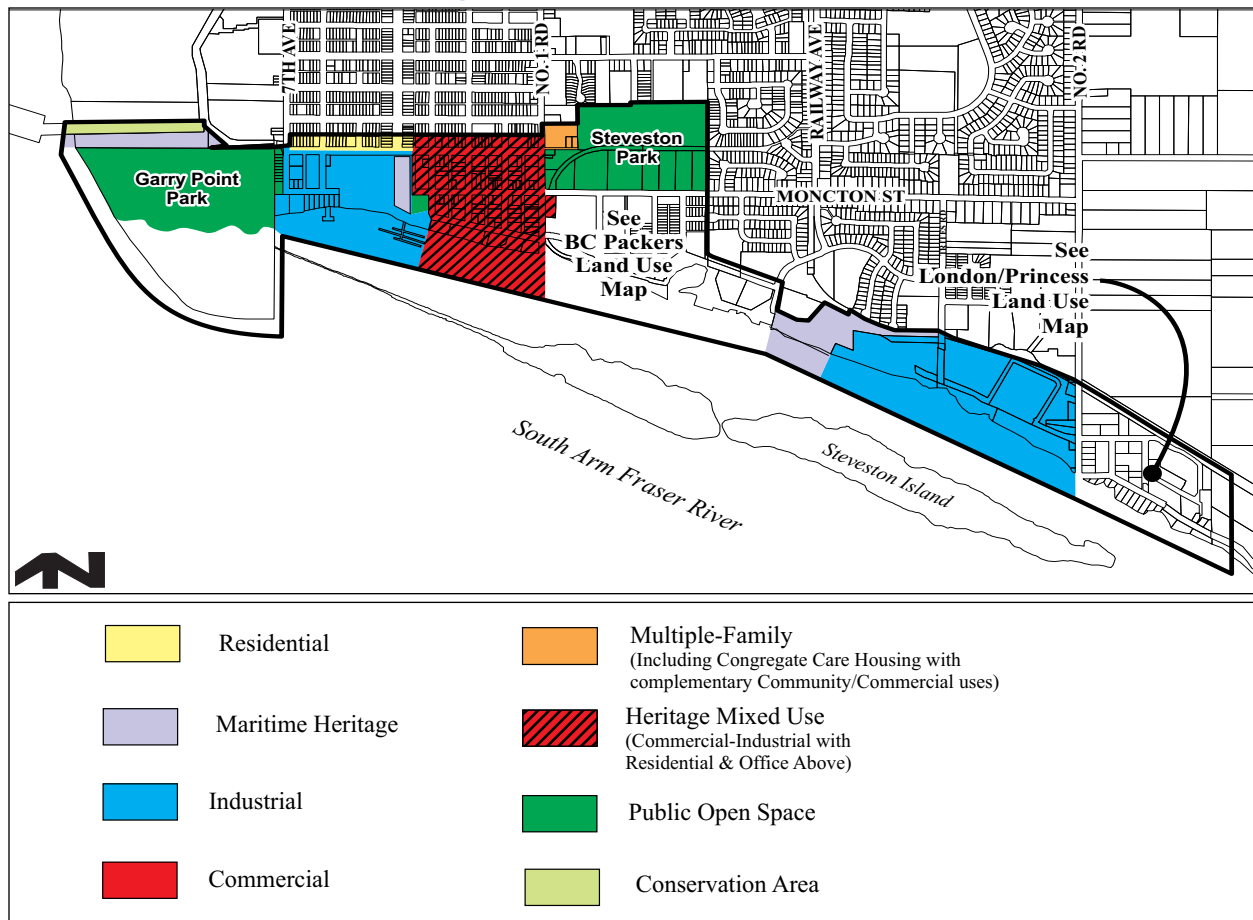 7TH AVE
NO. 1 RD
RAILWAY AVE
NO. 2 RD
Steveston
Park
Garry Point
Park
MONCTON ST
See
BC Packers
Land Use
Map
See
London/Princess
Land Use
Map
South Arm Fraser River
Steveston Island
N
Residential
Maritime Heritage
Industrial
Commercial
Multiple-Family
(Including Congregate Care Housing with
complementary Community/Commercial uses)
Heritage Mixed Use
(Commercial-Industrial with
Residential & Office Above)
Public Open Space
Conservation Area